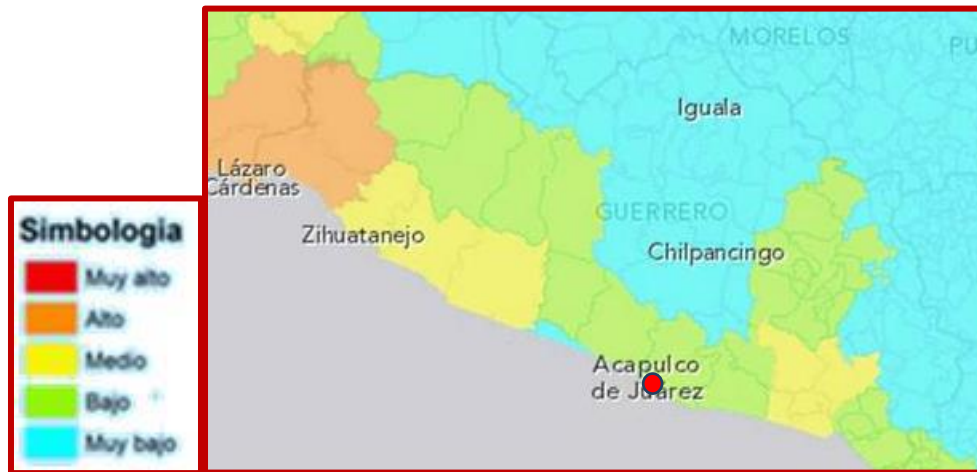 MORELOS
PU
Iguala
Lázaro
Cárdenas
GUERRERO
Zihuatanejo
Chilpancingo
Acapulco
de Juárez
Simbologia
Muy alto
Alto
Medio
Bajo
Muy bajo